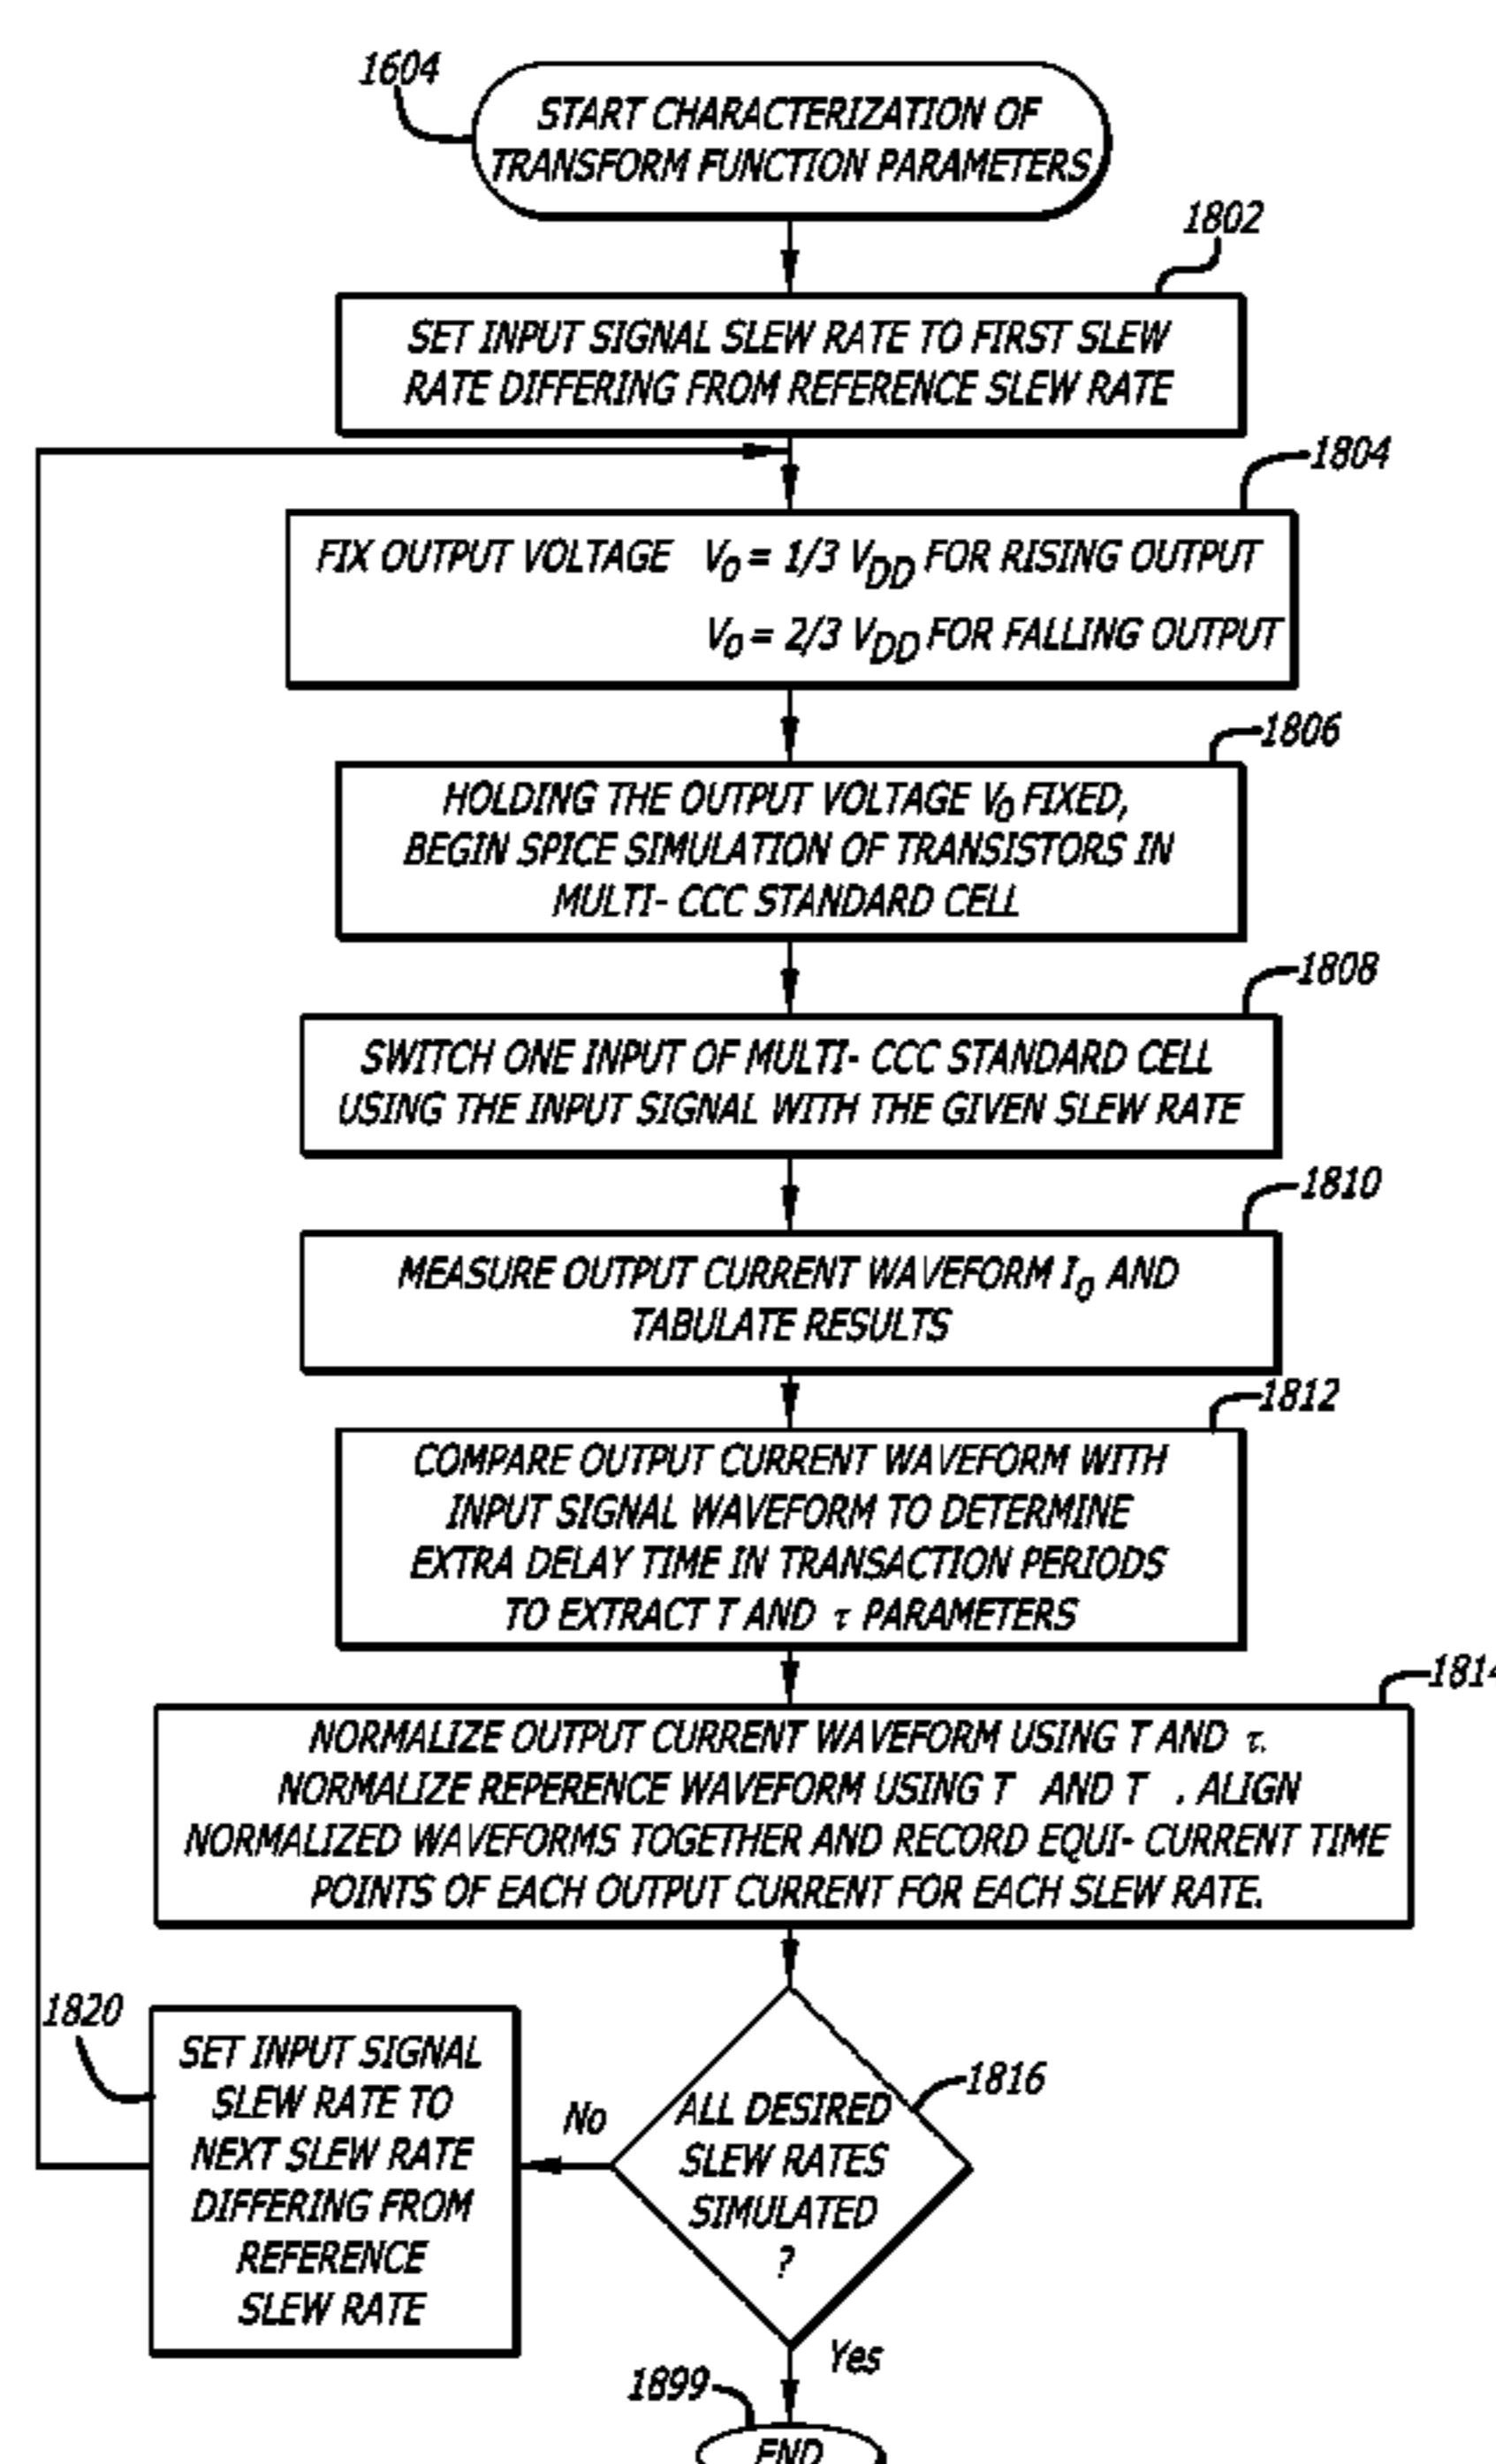 1604
START CHARACTERIZATION OF
TRANSFORM FUNCTION PARAMETERS
1802
SET INPUT SIGNAL SLEW RATE TO FIRST SLEW
RATE DIFFERING FROM REFERENCE SLEW RATE
1804
FIX OUTPUT VOLTAGE VO = 1/3 VDD FOR RISING OUTPUT
VO = 2/3 VDD FOR FALLING OUTPUT
1806
HOLDING THE OUTPUT VOLTAGE VO FIXED,
BEGIN SPICE SIMULATION OF TRANSISTORS IN
MULTI- CCC STANDARD CELL
1808
SWITCH ONE INPUT OF MULTI- CCC STANDARD CELL
USING THE INPUT SIGNAL WITH THE GIVEN SLEW RATE
1810
MEASURE OUTPUT CURRENT WAVEFORM IO AND
TABULATE RESULTS
1812
COMPARE OUTPUT CURRENT WAVEFORM WITH
INPUT SIGNAL WAVEFORM TO DETERMINE
EXTRA DELAY TIME IN TRANSACTION PERIODS
TO EXTRACT T AND τ PARAMETERS
1814
NORMALIZE OUTPUT CURRENT WAVEFORM USING T AND τ.
NORMALIZE REPERENCE WAVEFORM USING T AND T . ALIGN
NORMALIZED WAVEFORMS TOGETHER AND RECORD EQUI- CURRENT TIME
POINTS OF EACH OUTPUT CURRENT FOR EACH SLEW RATE.
1820
SET INPUT SIGNAL
SLEW RATE TO
NEXT SLEW RATE
DIFFERING FROM
REFERENCE
SLEW RATE
No
1816
ALL DESIRED
SLEW RATES
SIMULATED
?
Yes
1899
END